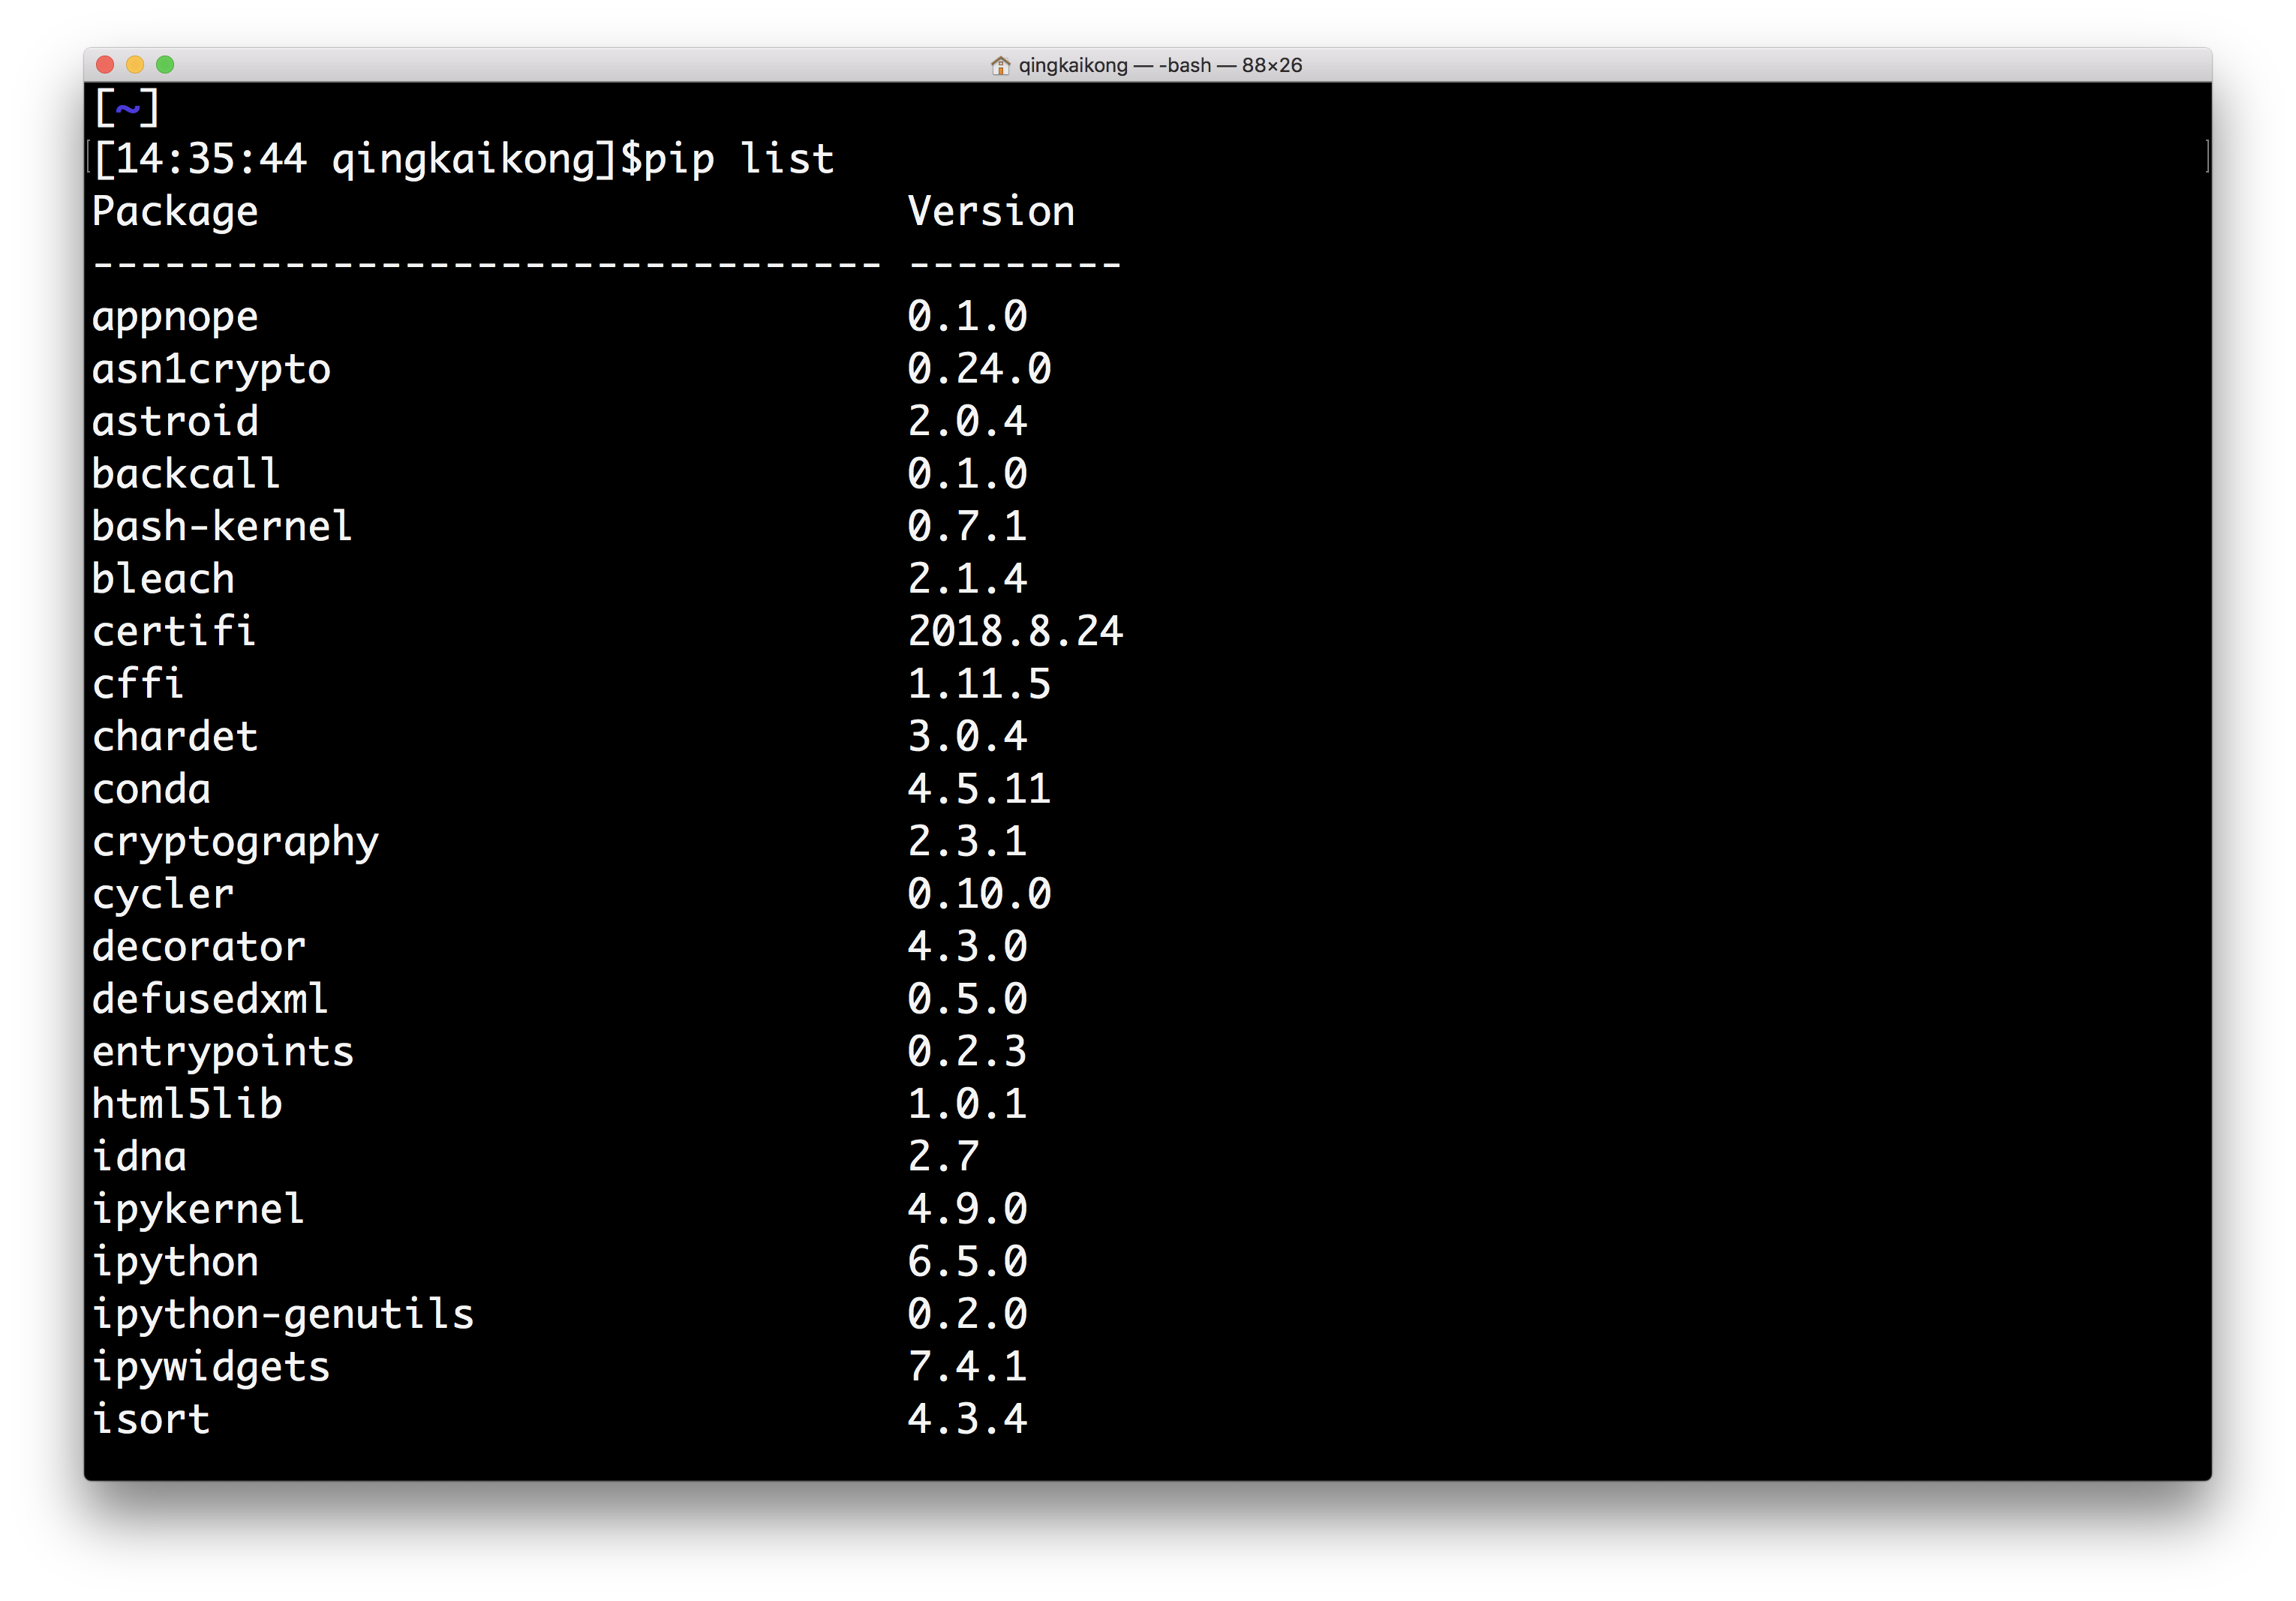 qingkaikong — -bash — 88×26
[~]
[14:35:44 qingkaikong]$pip list
Package                            Version
---------------------------------- ---------
appnope                            0.1.0
asn1crypto                         0.24.0
astroid                            2.0.4
backcall                           0.1.0
bash-kernel                        0.7.1
bleach                             2.1.4
certifi                            2018.8.24
cffi                               1.11.5
chardet                            3.0.4
conda                              4.5.11
cryptography                       2.3.1
cycler                             0.10.0
decorator                          4.3.0
defusedxml                         0.5.0
entrypoints                        0.2.3
html5lib                           1.0.1
idna                               2.7
ipykernel                          4.9.0
ipython                            6.5.0
ipython-genutils                   0.2.0
ipywidgets                         7.4.1
isort                              4.3.4